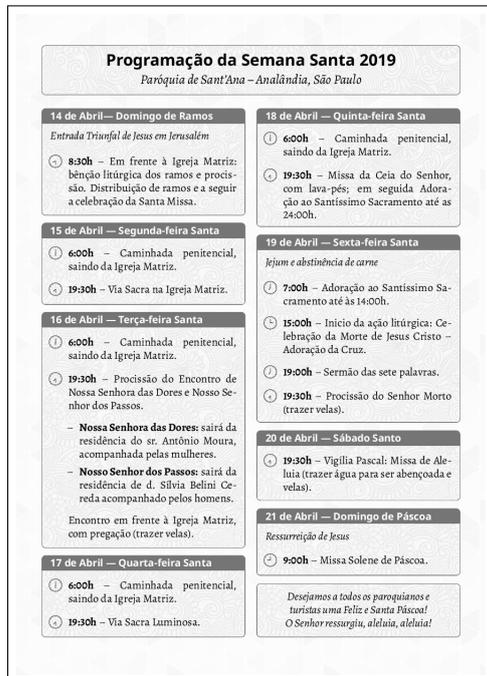 Programação da Semana Santa 2019
Paróquia de Sant'Ana – Analândia, São Paulo
14 de Abril— Domingo de Ramos
Entrada Triunfal de Jesus em Jerusalém
8:30h – Em frente à Igreja Matriz:
bênção litúrgica dos ramos e procis-
são. Distribuição de ramos e a seguir
a celebração da Santa Missa.
15 de Abril — Segunda-feira Santa
6:00h – Caminhada penitencial,
saindo da Igreja Matriz.
19:30h – Via Sacra na Igreja Matriz.
16 de Abril — Terça-feira Santa
6:00h – Caminhada penitencial,
saindo da Igreja Matriz.
19:30h – Procissão do Encontro de
Nossa Senhora das Dores e Nosso Se-
nhor dos Passos.
– Nossa Senhora das Dores: sairá da
residência do sr. Antônio Moura,
acompanhada pelas mulheres.
– Nosso Senhor dos Passos: sairá da
residência de d. Sílvia Belini Ce-
reda acompanhado pelos homens.
Encontro em frente à Igreja Matriz,
com pregação (trazer velas).
17 de Abril — Quarta-feira Santa
6:00h – Caminhada penitencial,
saindo da Igreja Matriz.
19:30h – Via Sacra Luminosa.
18 de Abril — Quinta-feira Santa
6:00h – Caminhada penitencial,
saindo da Igreja Matriz.
19:30h – Missa da Ceia do Senhor,
com lava-pés; em seguida Adora-
ção ao Santíssimo Sacramento até as
24:00h.
19 de Abril — Sexta-feira Santa
Jejum e abstinência de carne
7:00h – Adoração ao Santíssimo Sa-
cramento até às 14:00h.
15:00h – Inicio da ação litúrgica: Ce-
lebração da Morte de Jesus Cristo –
Adoração da Cruz.
19:00h – Sermão das sete palavras.
19:30h – Procissão do Senhor Morto
(trazer velas).
20 de Abril — Sábado Santo
19:30h – Vigília Pascal: Missa de Ale-
luia (trazer água para ser abençoada e
velas).
21 de Abril — Domingo de Páscoa
Ressurreição de Jesus
9:00h – Missa Solene de Páscoa.
Desejamos a todos os paroquianos e
turistas uma Feliz e Santa Páscoa!
O Senhor ressurgiu, aleluia, aleluia!